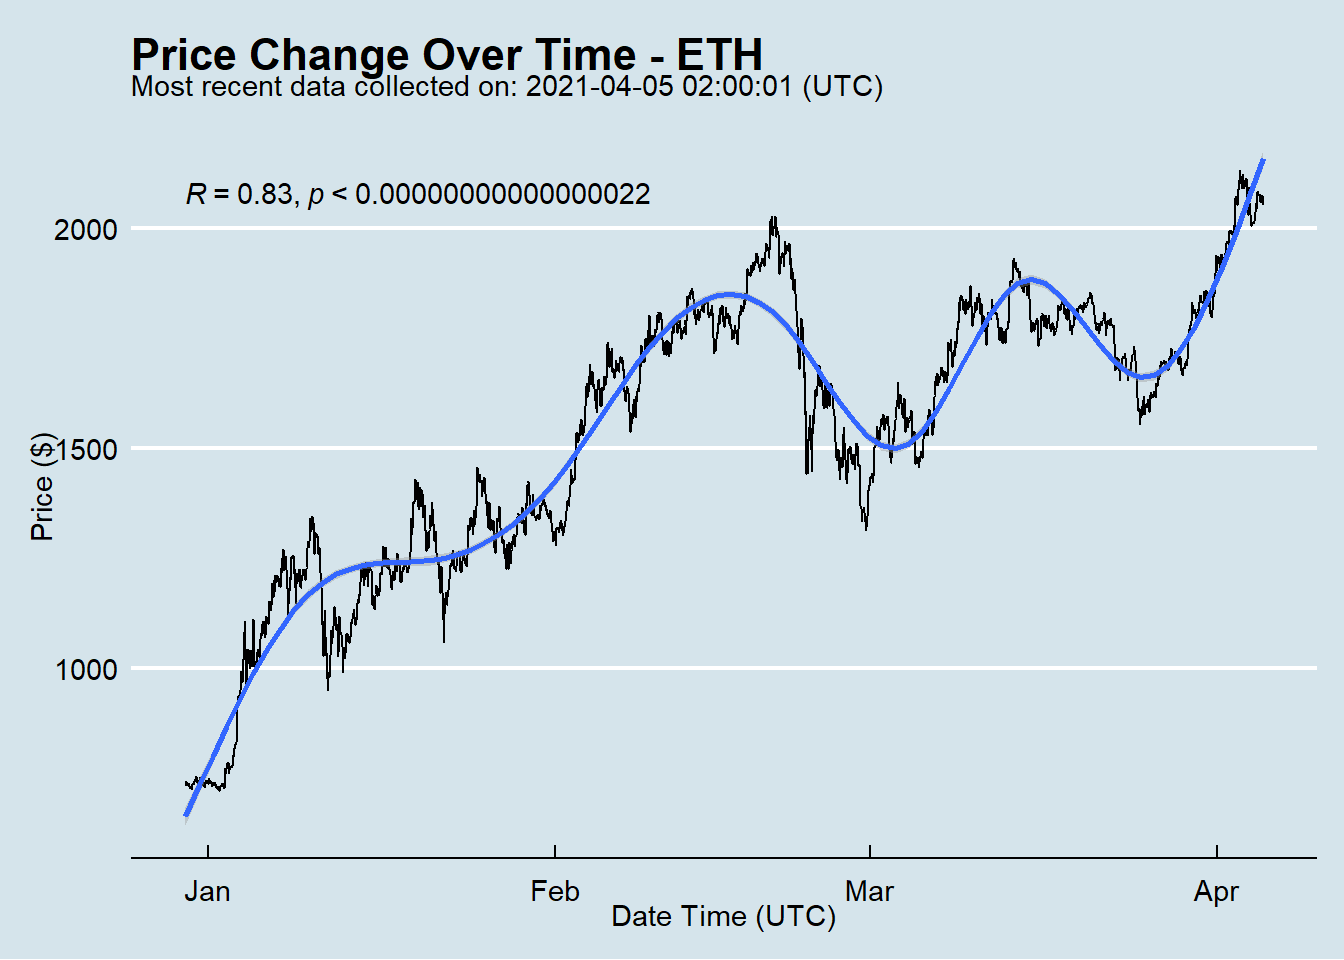 Price Change Over Time - ETH
Most recent data collected on: 2021-04-05 02:00:01 (UTC)
R = 0.83, p < 0.00000000000000022
2000
1500
1000
Price ($)
Jan Feb Mar Apr
Date Time (UTC)